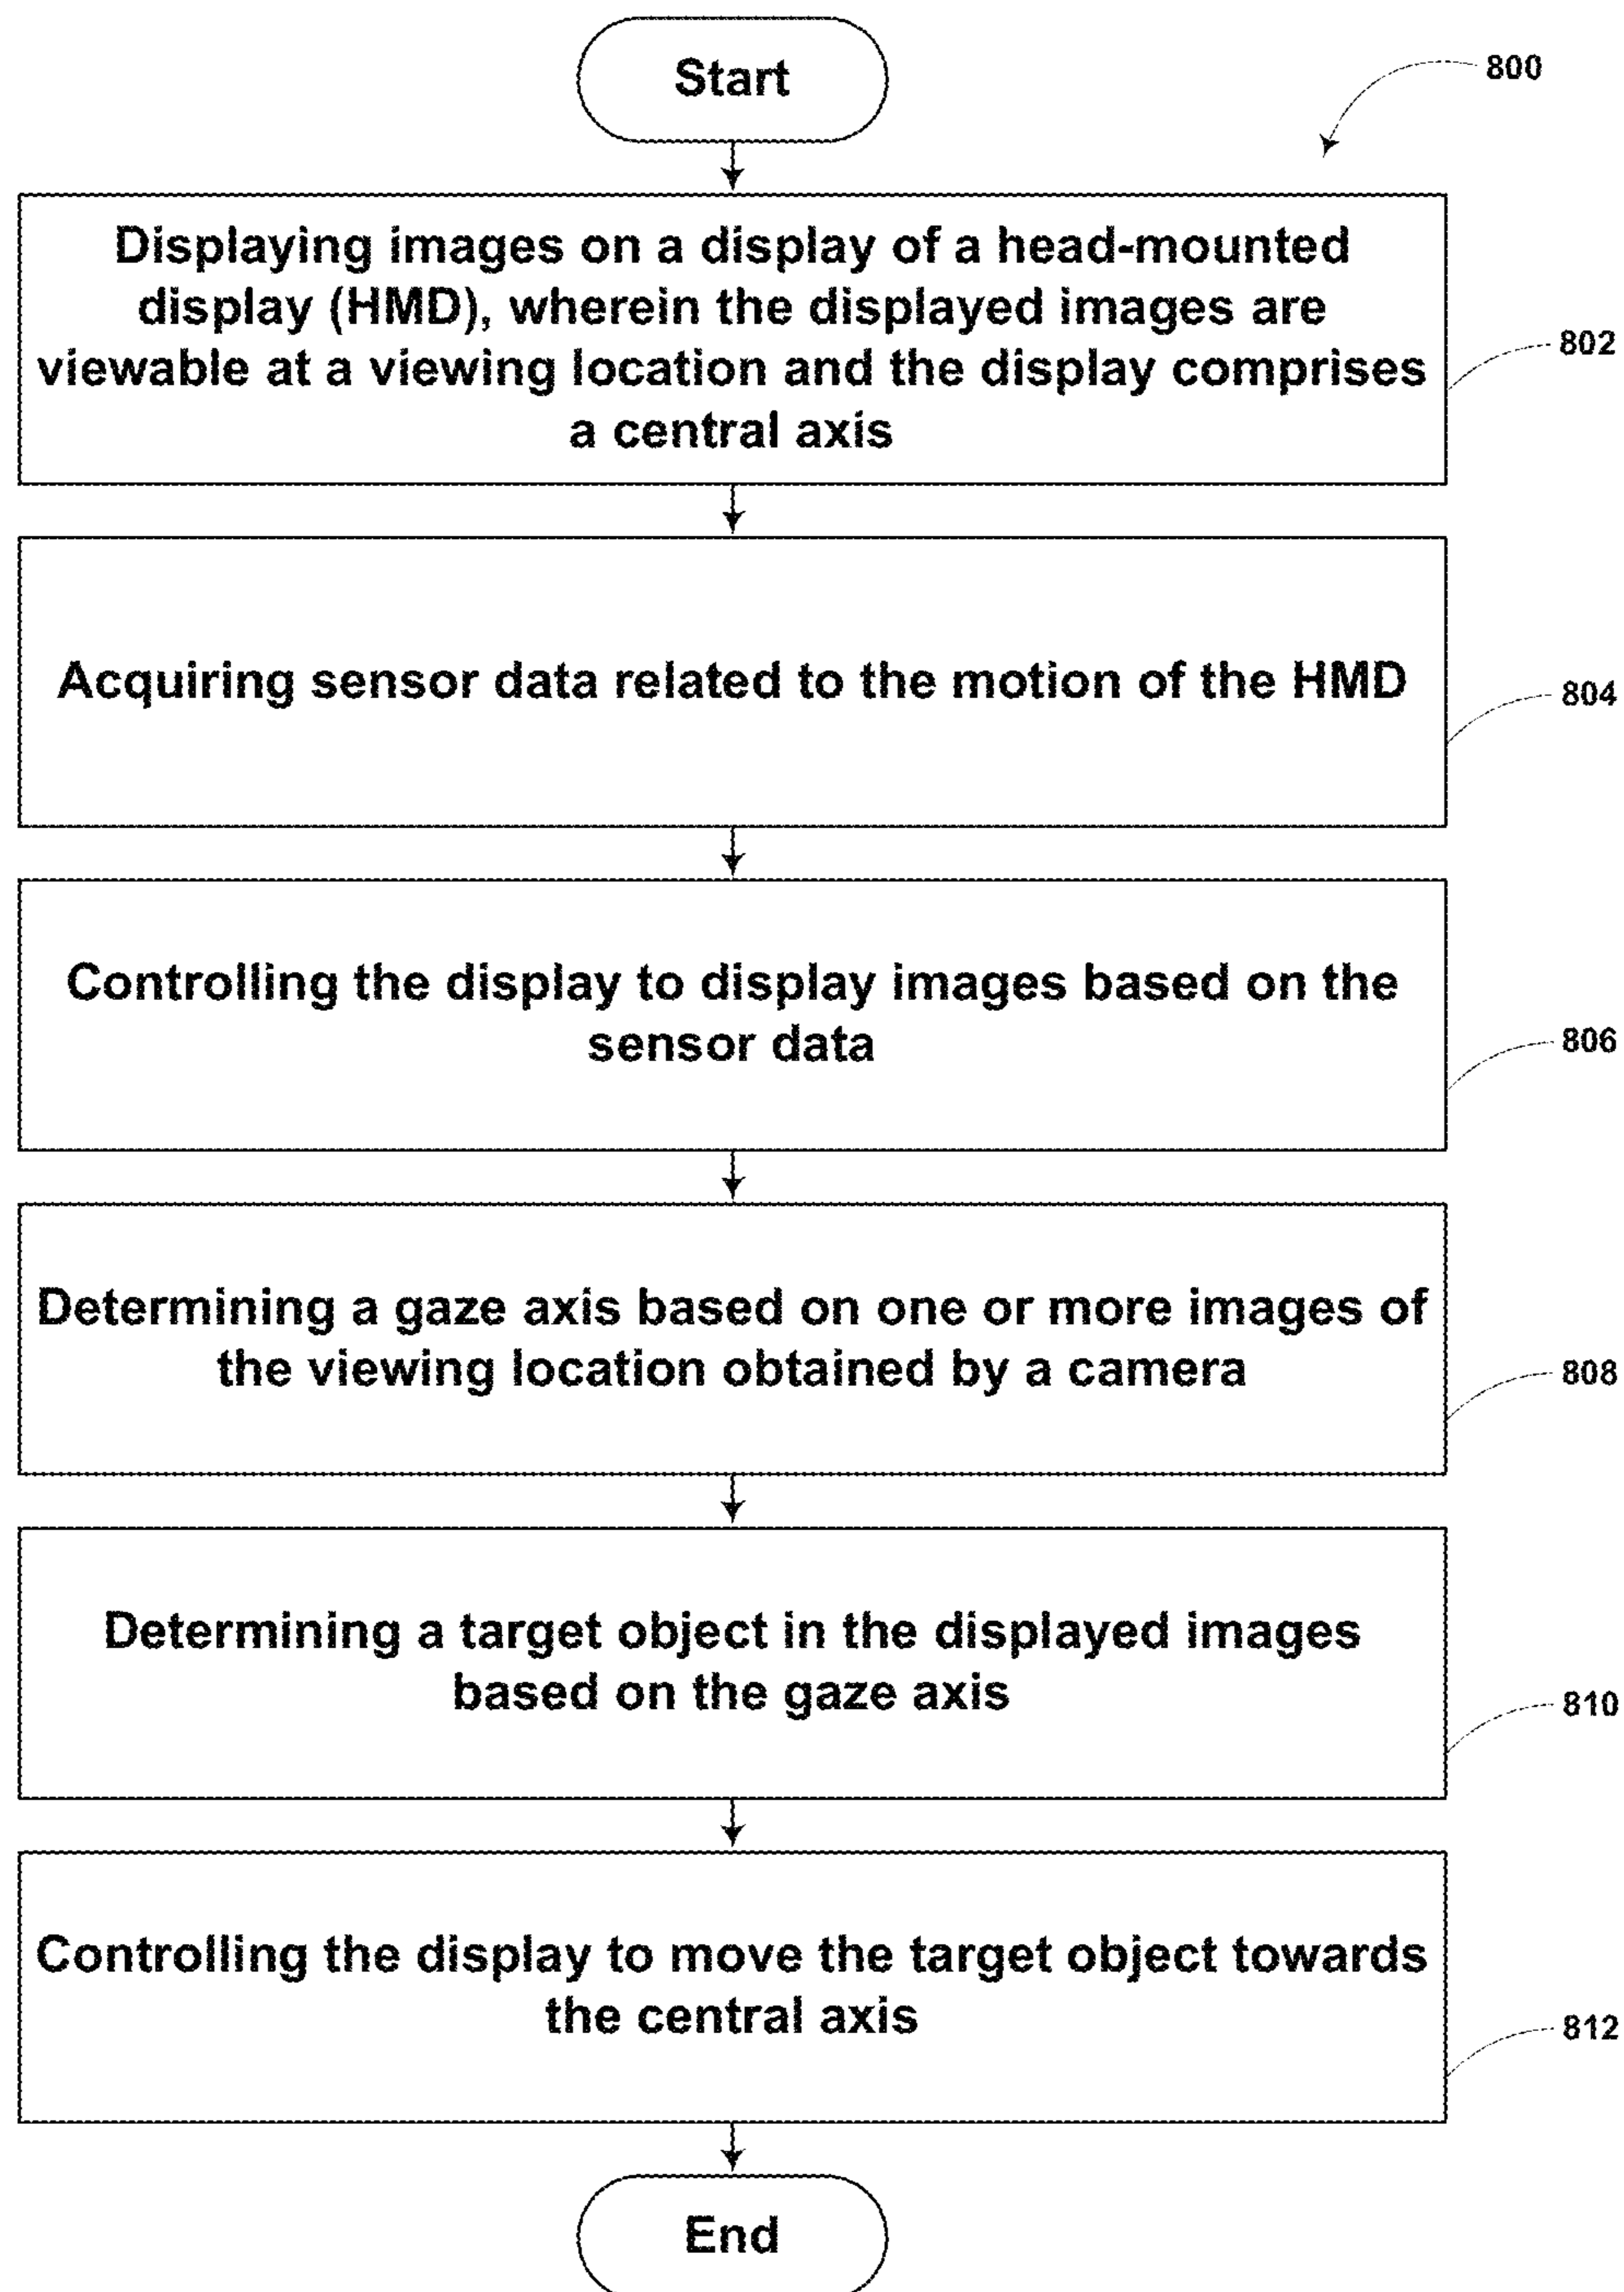 Start
800
Displaying images on a display of a head-mounted
display (HMD), wherein the displayed images are
viewable at a viewing location and the display comprises
a central axis
802
Acquiring sensor data related to the motion of the HMD
804
Controlling the display to display images based on the
sensor data
806
Determining a gaze axis based on one or more images of
the viewing location obtained by a camera
808
Determining a target object in the displayed images
based on the gaze axis
810
Controlling the display to move the target object towards
the central axis
812
End